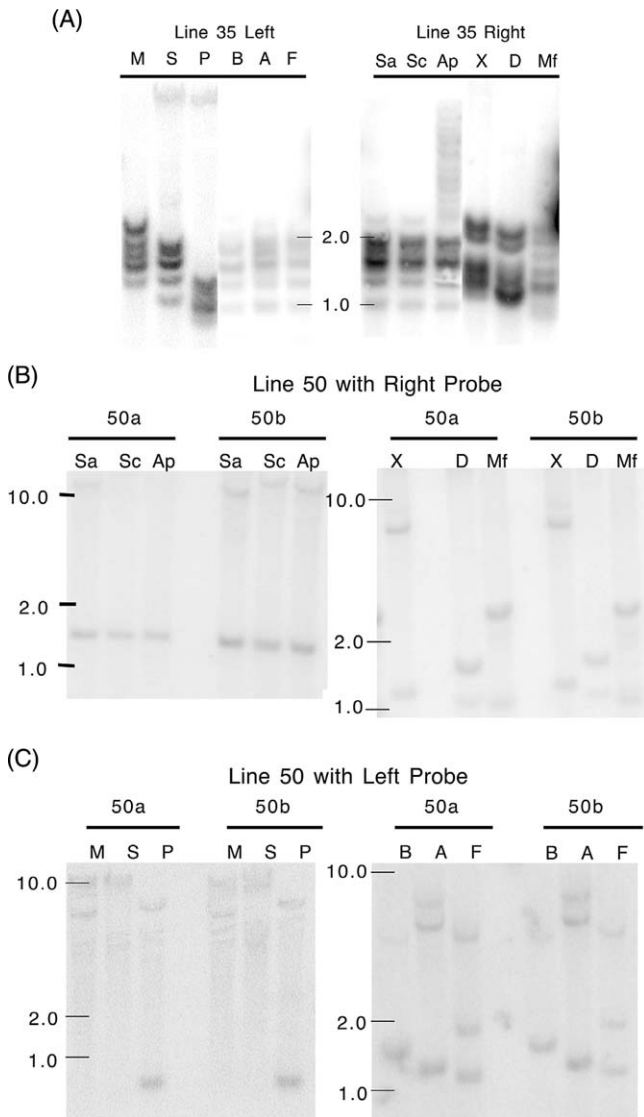 (A)
Line 35 Left
Line 35 Right
M S P B A F
Sa Sc Ap X D Mf
2.0
1.0
(B)
Line 50 with Right Probe
50a 50b
50a 50b
Sa Sc Ap Sa Sc Ap
X D Mf X D Mf
10.0
2.0
1.0
10.0
2.0
1.0
(C)
Line 50 with Left Probe
50a 50b
50a 50b
M S P M S P
B A F B A F
10.0
2.0
1.0
10.0
2.0
1.0